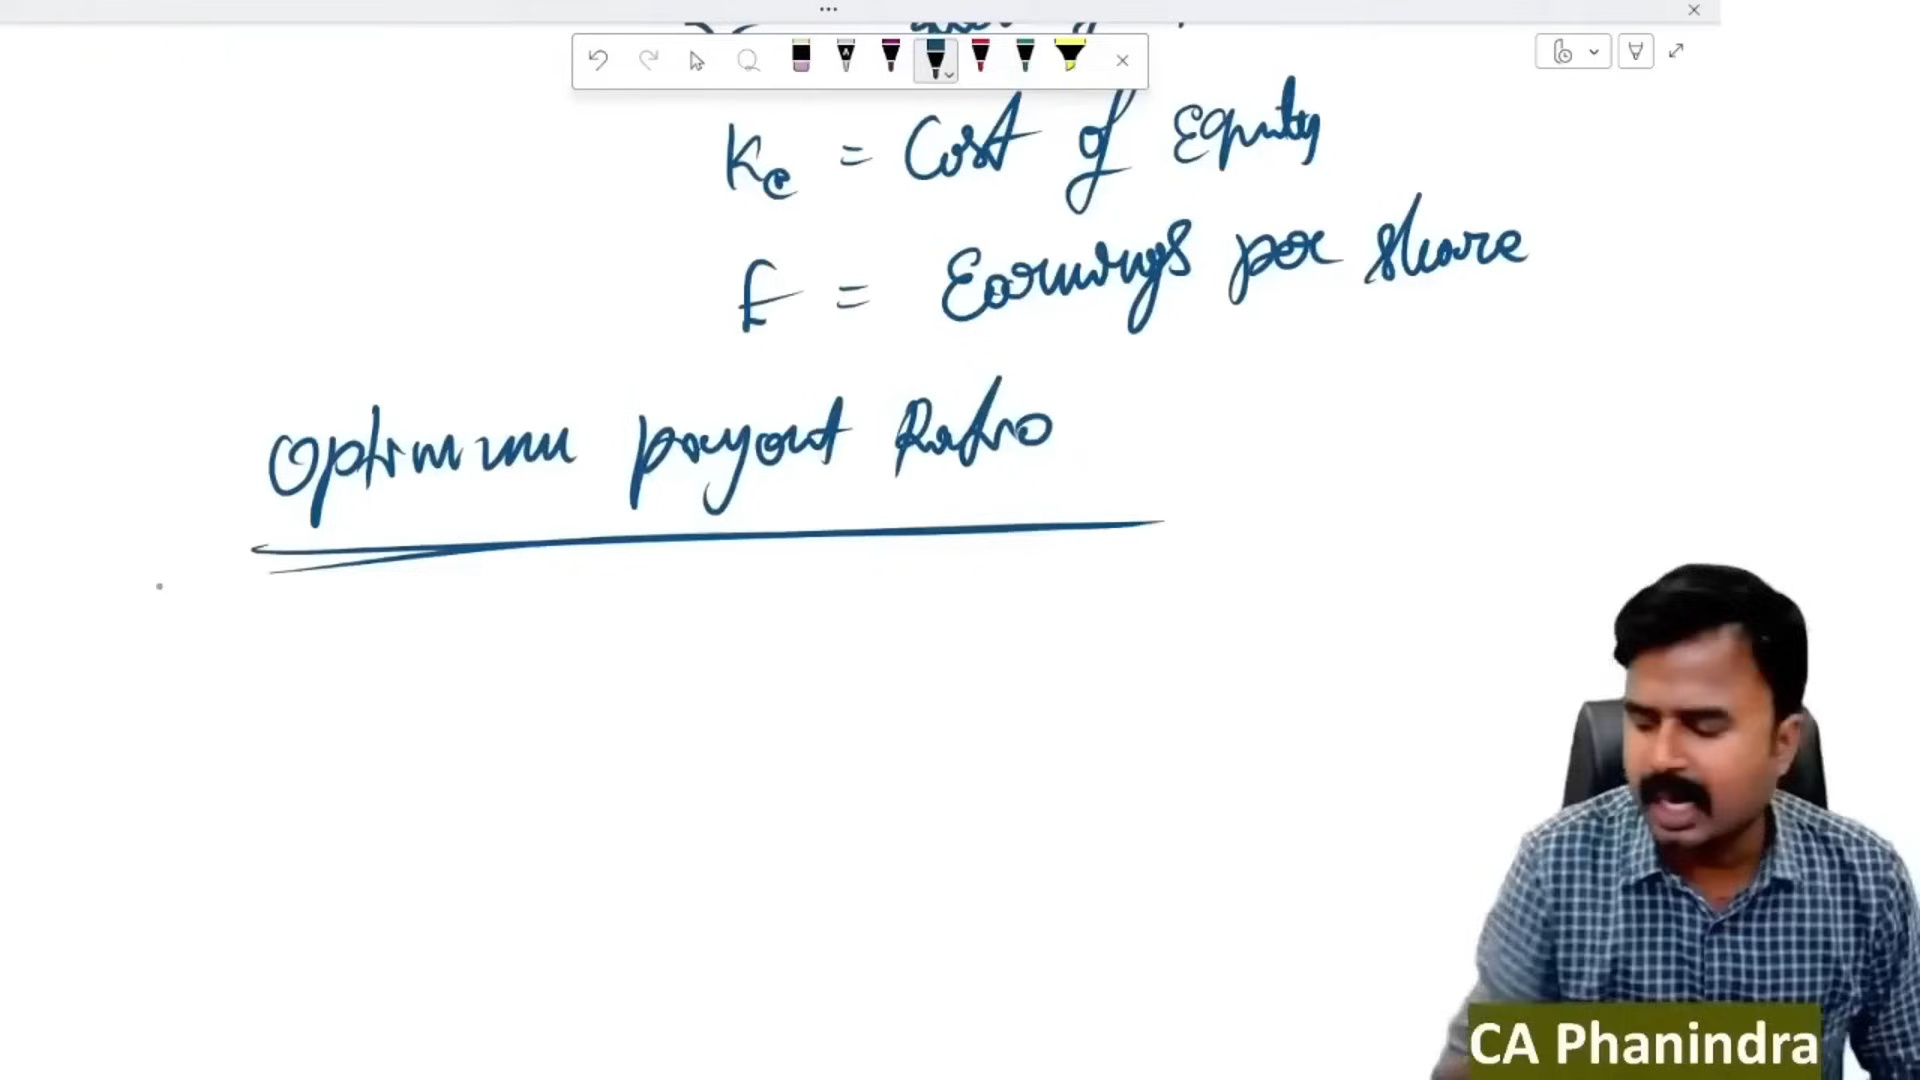 Ke = Cost of Equity
E = Earnings per share
Optimum payout Ratio
CA Phanindra